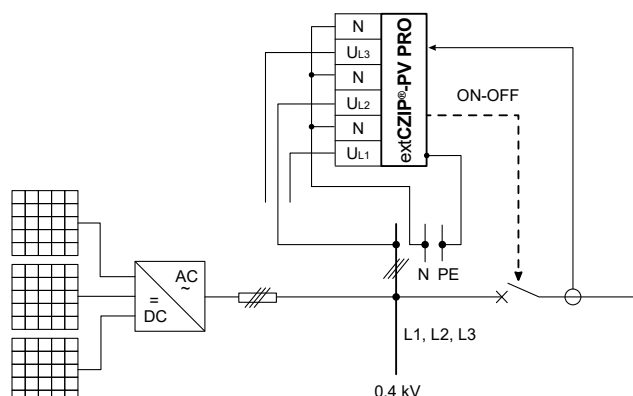 N
UL3
N
UL2
N
UL1
extCZIP®-PV PRO
ON-OFF
AC
~
=
DC
N PE
L1, L2, L3
0.4 kV